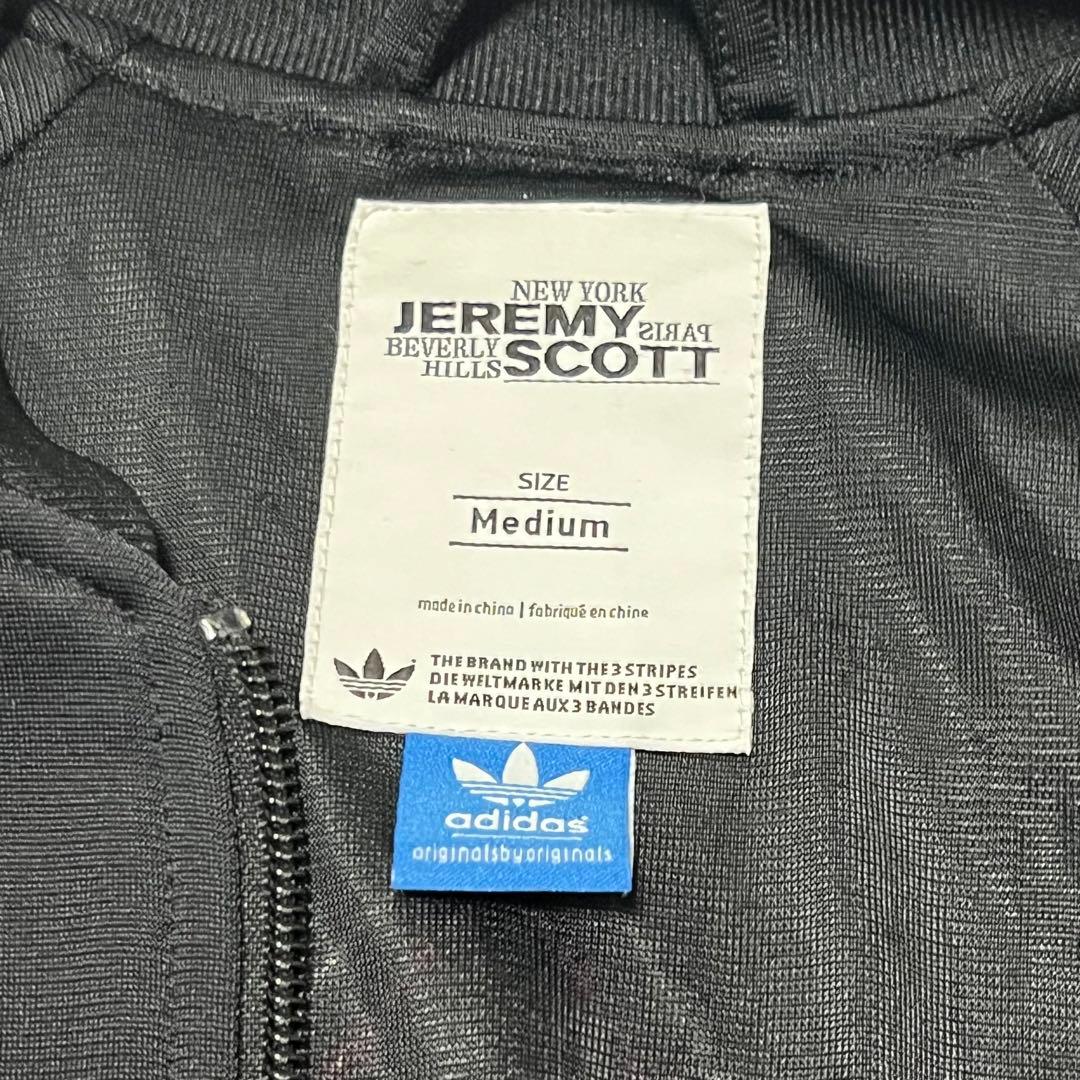 NEW YORK
JEREMY PARIS
BEVERLY HILLS SCOTT
SIZE
Medium
made in china | fabriqué en chine
THE BRAND WITH THE 3 STRIPES
DIE WELTMARKE MIT DEN 3 STREIFEN
LA MARQUE AUX 3 BANDES
adidas
originalsbyoriginals